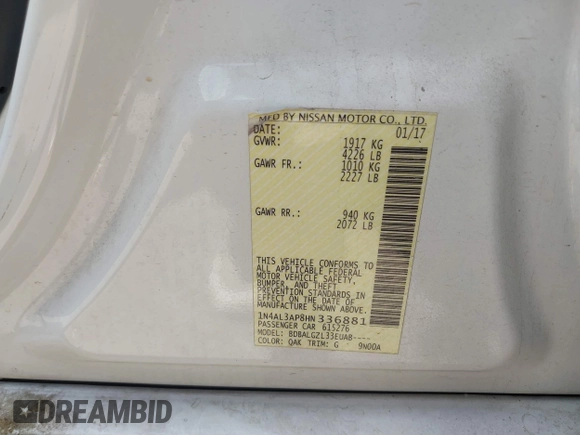 MFD BY NISSAN MOTOR CO., LTD.
DATE: 01/17
GVWR: 1917 KG
4226 LB
GAWR FR.: 1010 KG
2227 LB
GAWR RR.: 940 KG
2072 LB
THIS VEHICLE CONFORMS TO
ALL APPLICABLE FEDERAL
MOTOR VEHICLE SAFETY,
BUMPER, AND THEFT
PREVENTION STANDARDS IN
EFFECT ON THE DATE OF
MANUFACTURE SHOWN ABOVE.
1N4AL3AP8HN336881
PASSENGER CAR 615276
MODEL: BDBALGZL33EUA8----
COLOR: QAK TRIM: G 9N00A
DREAMBID